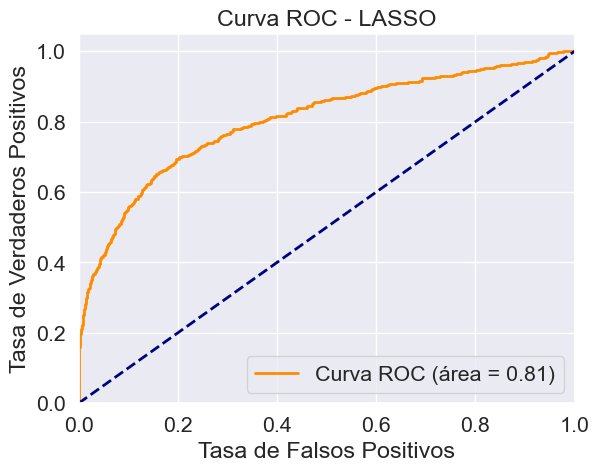 Curva ROC - LASSO
Tasa de Verdaderos Positivos
1.0
0.8
0.6
0.4
0.2
0.0
Curva ROC (área = 0.81)
0.0 0.2 0.4 0.6 0.8 1.0
Tasa de Falsos Positivos